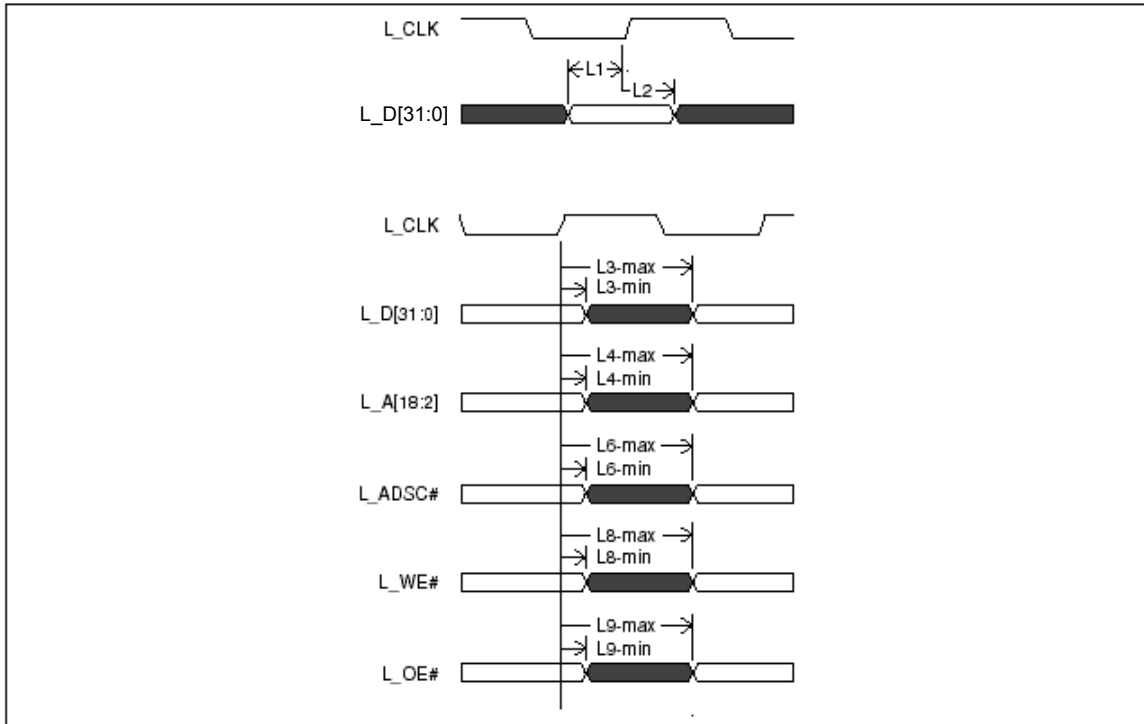 L_CLK
L1
L2
L_D[31:0]
L_CLK
L3-max
L3-min
L_D[31:0]
L4-max
L4-min
L_A[18:2]
L6-max
L6-min
L_ADSC#
L8-max
L8-min
L_WE#
L9-max
L9-min
L_OE#